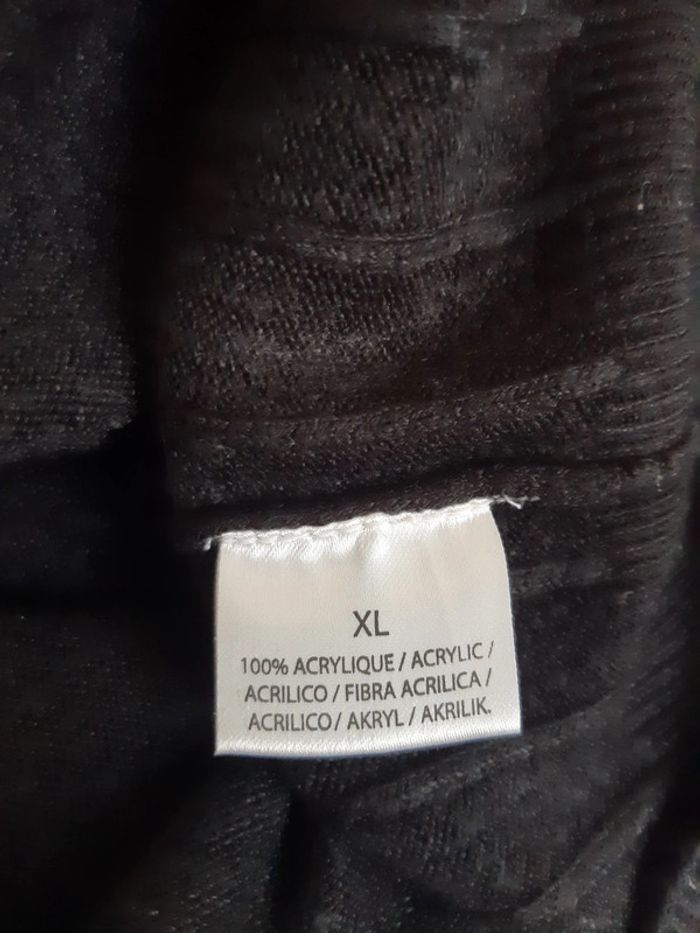 XL
100% ACRYLIQUE / ACRYLIC /
ACRILICO / FIBRA ACRILICA /
ACRILICO / AKRYL / AKRILIK.